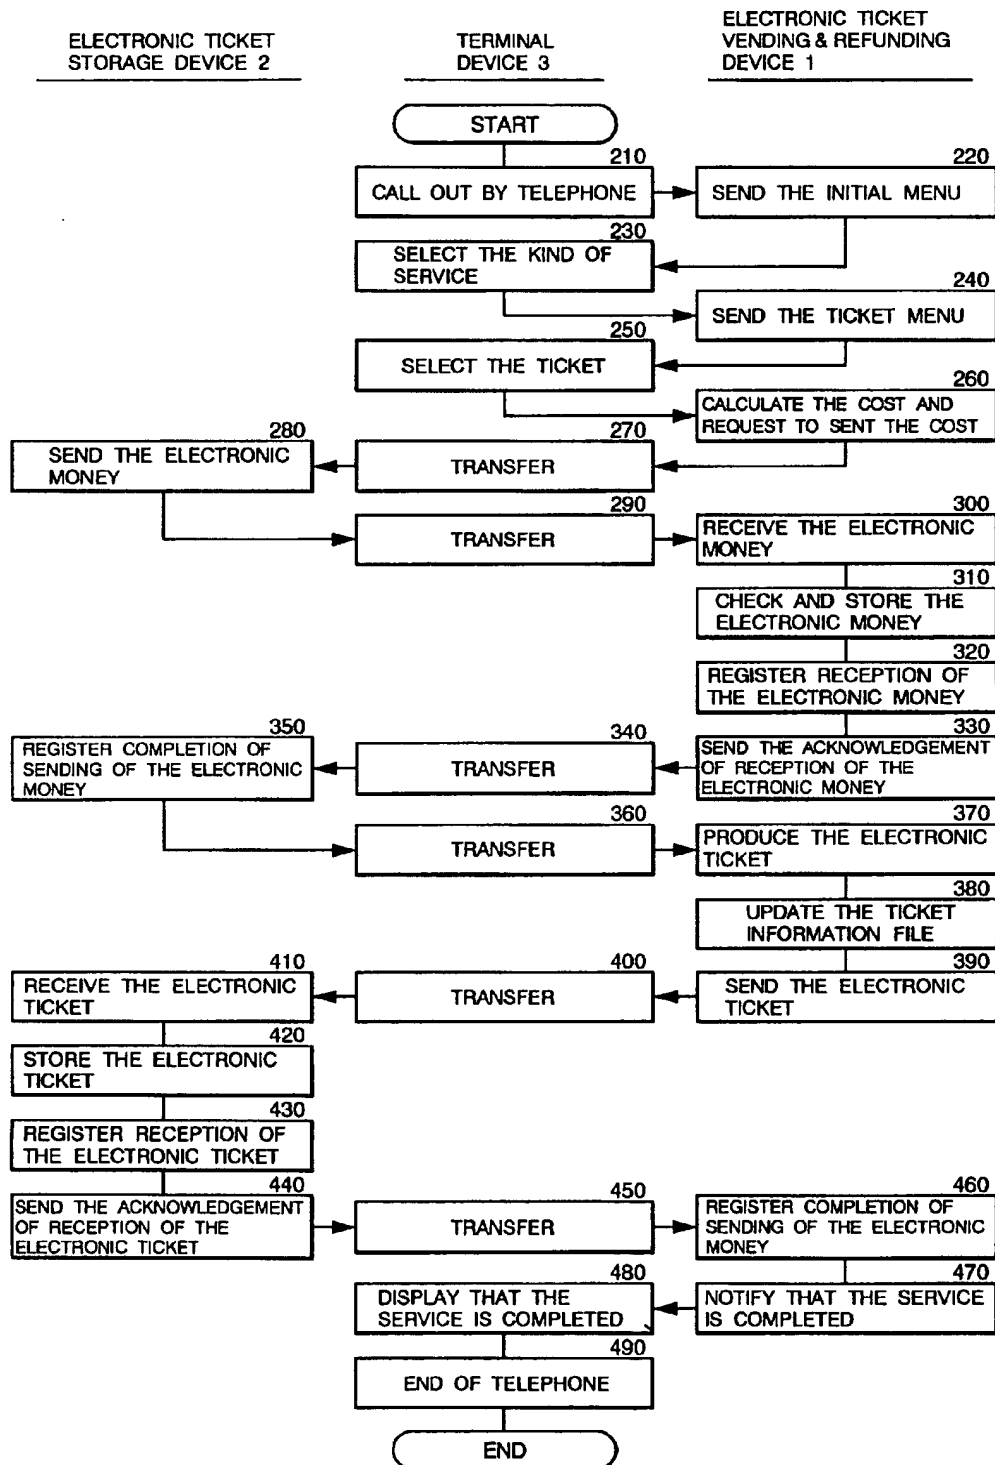 ELECTRONIC TICKET
STORAGE DEVICE 2
TERMINAL
DEVICE 3
ELECTRONIC TICKET
VENDING & REFUNDING
DEVICE 1
START
210
CALL OUT BY TELEPHONE
220
SEND THE INITIAL MENU
230
SELECT THE KIND OF
SERVICE
240
SEND THE TICKET MENU
250
SELECT THE TICKET
260
CALCULATE THE COST AND
REQUEST TO SENT THE COST
270
TRANSFER
280
SEND THE ELECTRONIC
MONEY
290
TRANSFER
300
RECEIVE THE ELECTRONIC
MONEY
310
CHECK AND STORE THE
ELECTRONIC MONEY
320
REGISTER RECEPTION OF
THE ELECTRONIC MONEY
330
SEND THE ACKNOWLEDGEMENT
OF RECEPTION OF THE
ELECTRONIC MONEY
340
TRANSFER
350
REGISTER COMPLETION OF
SENDING OF THE ELECTRONIC
MONEY
360
TRANSFER
370
PRODUCE THE ELECTRONIC
TICKET
380
UPDATE THE TICKET
INFORMATION FILE
390
SEND THE ELECTRONIC
TICKET
400
TRANSFER
410
RECEIVE THE ELECTRONIC
TICKET
420
STORE THE ELECTRONIC
TICKET
430
REGISTER RECEPTION OF
THE ELECTRONIC TICKET
440
SEND THE ACKNOWLEDGEMENT
OF RECEPTION OF THE
ELECTRONIC TICKET
450
TRANSFER
460
REGISTER COMPLETION OF
SENDING OF THE ELECTRONIC
MONEY
470
NOTIFY THAT THE SERVICE
IS COMPLETED
480
DISPLAY THAT THE
SERVICE IS COMPLETED
490
END OF TELEPHONE
END